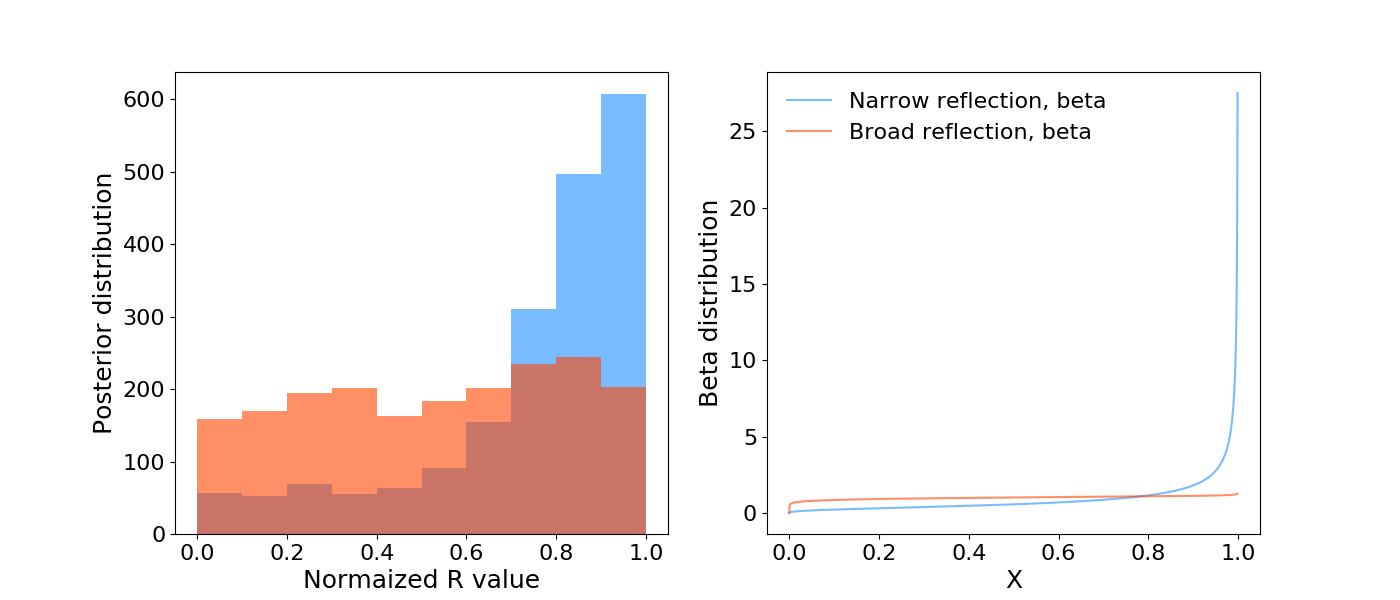 Posterior distribution
600
500
400
300
200
100
0
0.0 0.2 0.4 0.6 0.8 1.0
Normaized R value
Beta distribution
25
20
15
10
5
0
0.0 0.2 0.4 0.6 0.8 1.0
X
Narrow reflection, beta
Broad reflection, beta